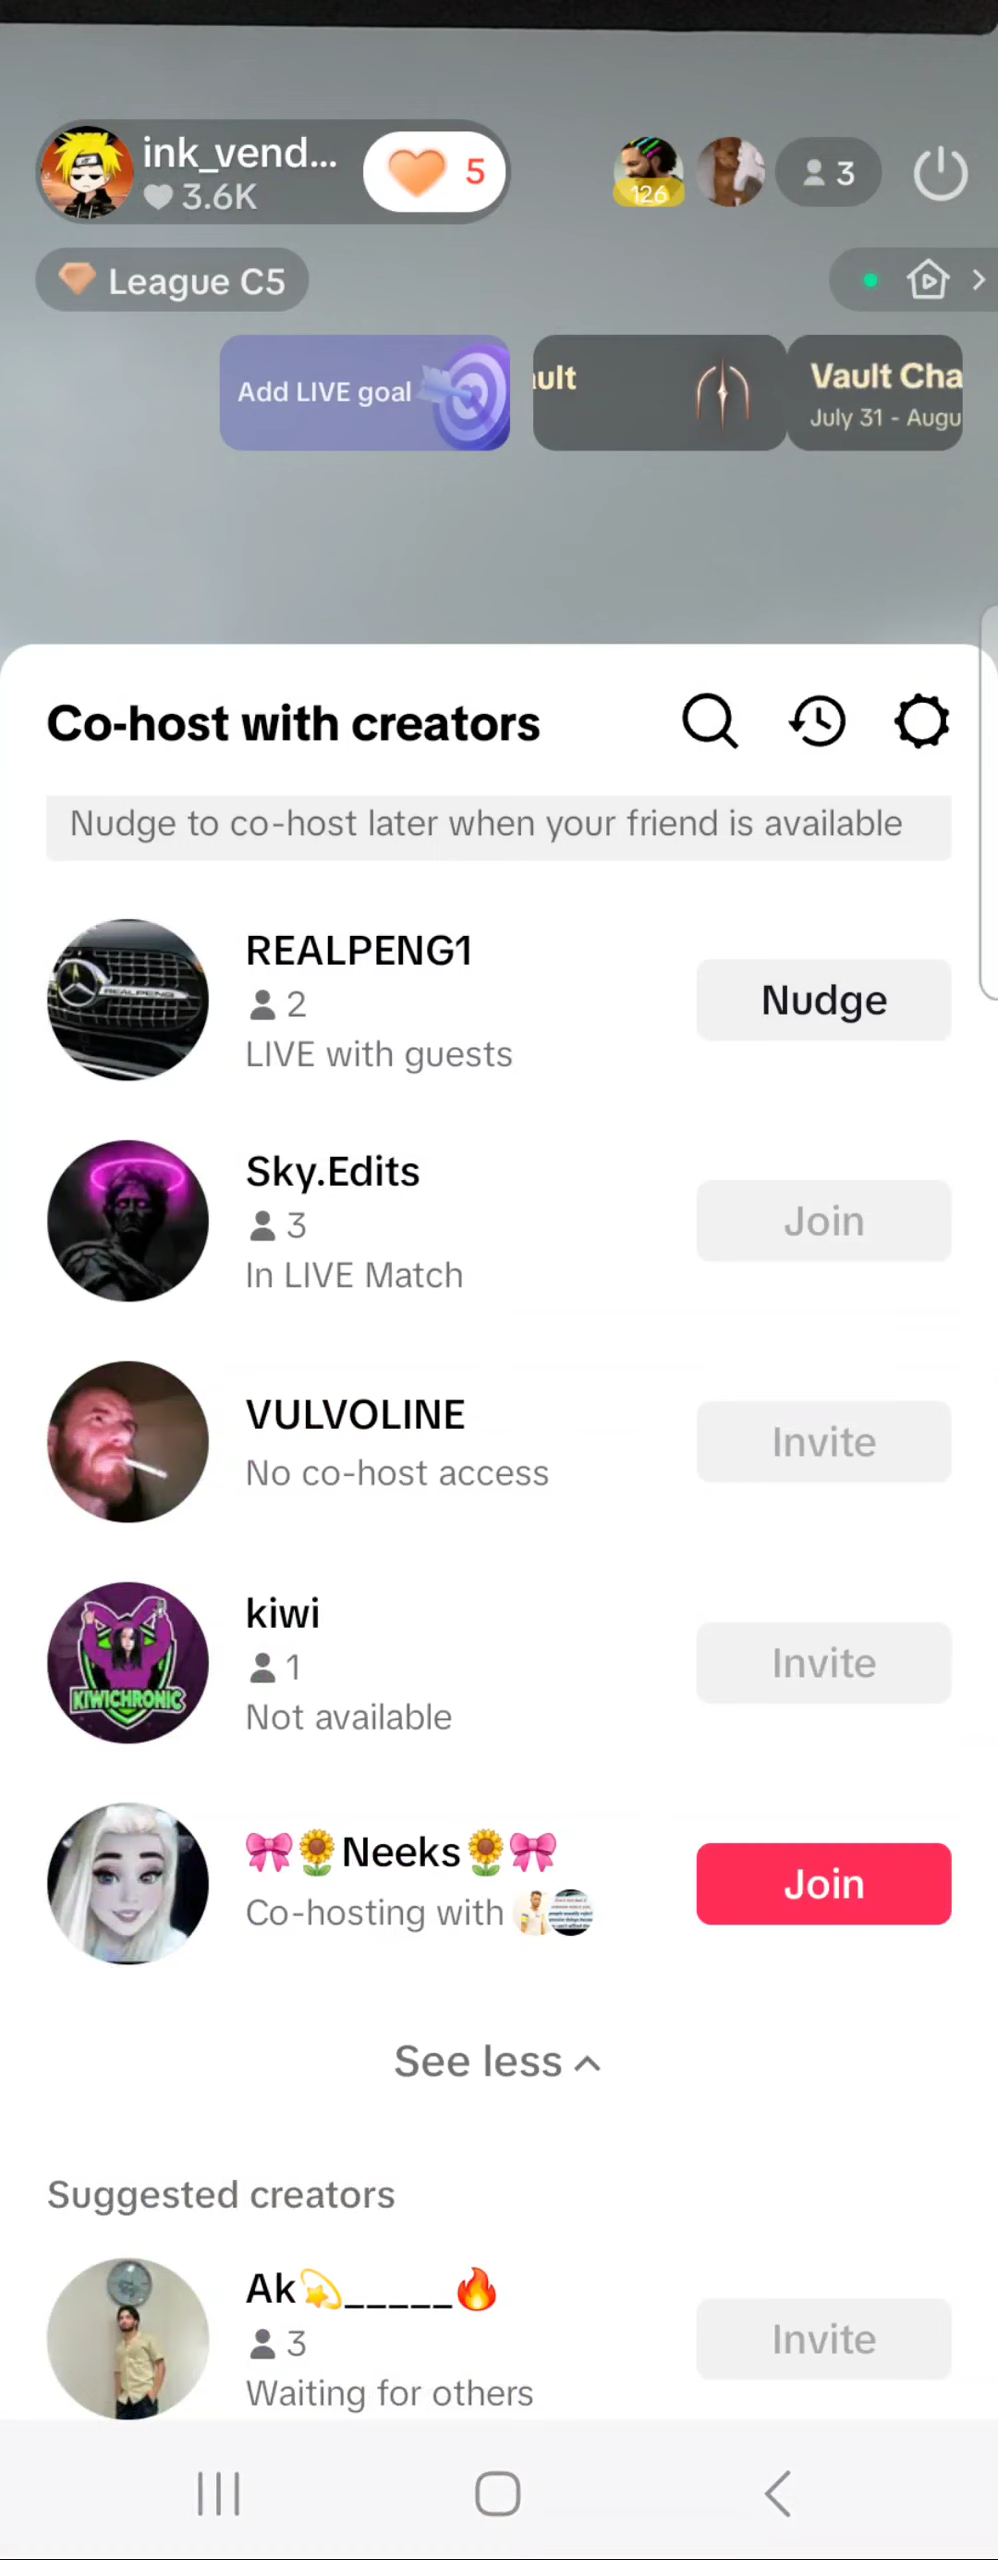 ink_vend...
3.6K
5
126
3
League C5
Add LIVE goal
ult
Vault Cha
July 31 - Augu
Co-host with creators
Nudge to co-host later when your friend is available
REALPENG1
2
LIVE with guests
Nudge
REALPENG
Sky.Edits
3
In LIVE Match
Join
VULVOLINE
No co-host access
Invite
kiwi
1
Not available
Invite
KIWICHRONIC
🎀🌻Neeks🌻🎀
Co-hosting with
Join
See less
Suggested creators
Ak💫_____🔥
3
Waiting for others
Invite